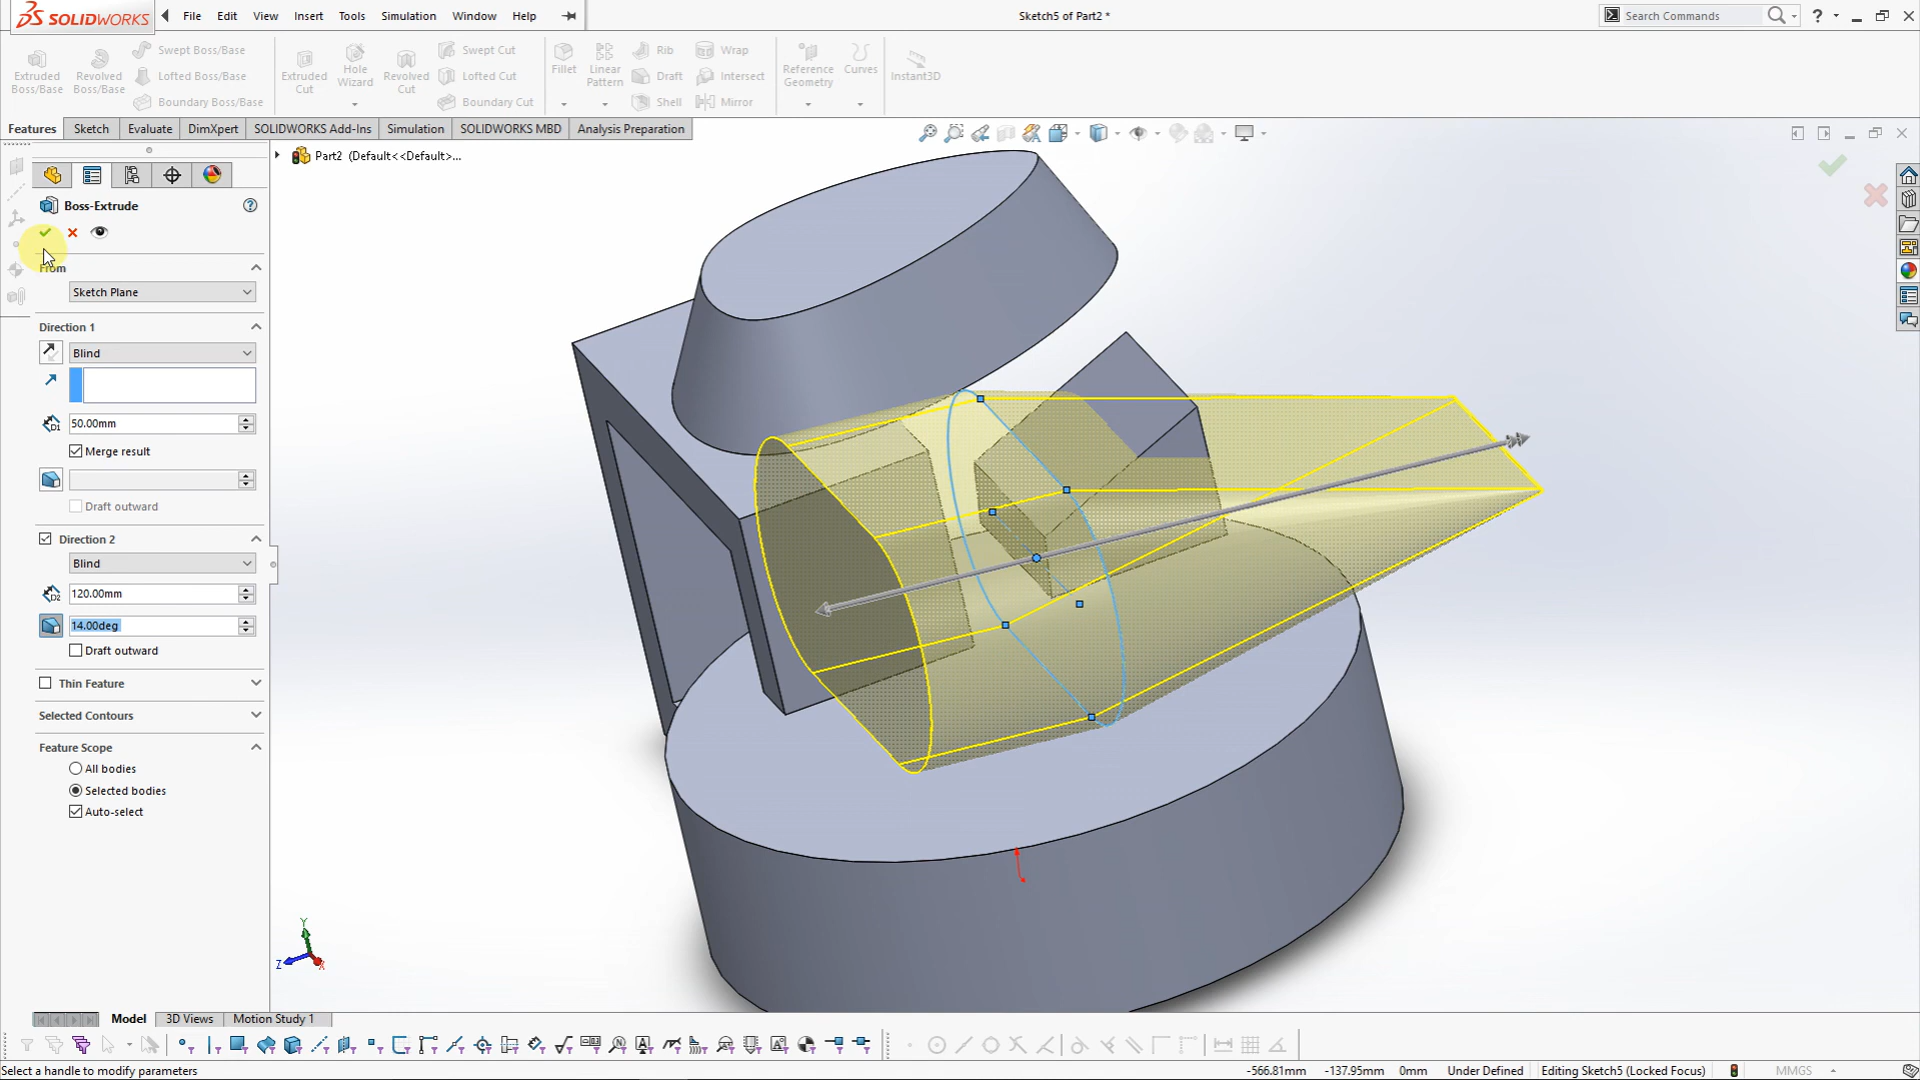 SOLIDWORKS File Edit View Insert Tools Simulation Window Help Sketch5 of Part2 * Search Commands ?
Extruded Boss/Base
Revolved Boss/Base
Swept Boss/Base
Lofted Boss/Base
Boundary Boss/Base
Extruded Cut
Hole Wizard
Revolved Cut
Swept Cut
Lofted Cut
Boundary Cut
Fillet
Linear Pattern
Rib
Draft
Shell
Wrap
Intersect
Mirror
Reference Geometry
Curves
Instant3D
Features Sketch Evaluate DimXpert SOLIDWORKS Add-Ins Simulation SOLIDWORKS MBD Analysis Preparation
Part2 (Default<<Default>...
Boss-Extrude ?
From
Sketch Plane
Direction 1
Blind
50.00mm
Merge result
Draft outward
Direction 2
Blind
120.00mm
14.00deg
Draft outward
Thin Feature
Selected Contours
Feature Scope
All bodies
Selected bodies
Auto-select
Y
Z X
Model 3D Views Motion Study 1
Select a handle to modify parameters -566.81mm -137.95mm 0mm Under Defined Editing Sketch5 (Locked Focus) MMGS